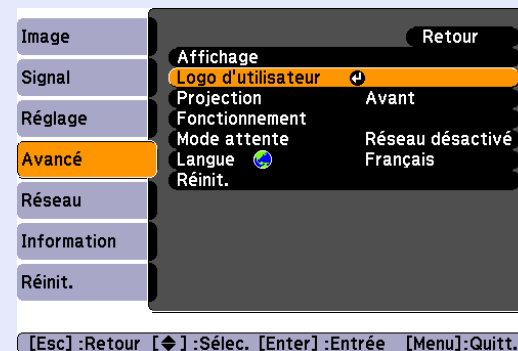 Image
Signal
Réglage
Avancé
Réseau
Information
Réinit.
Retour
Affichage
Logo d'utilisateur
Projection Avant
Fonctionnement
Mode attente Réseau désactivé
Langue Français
Réinit.
[Esc] :Retour [◆] :Sélec. [Enter] :Entrée [Menu]:Quitt.